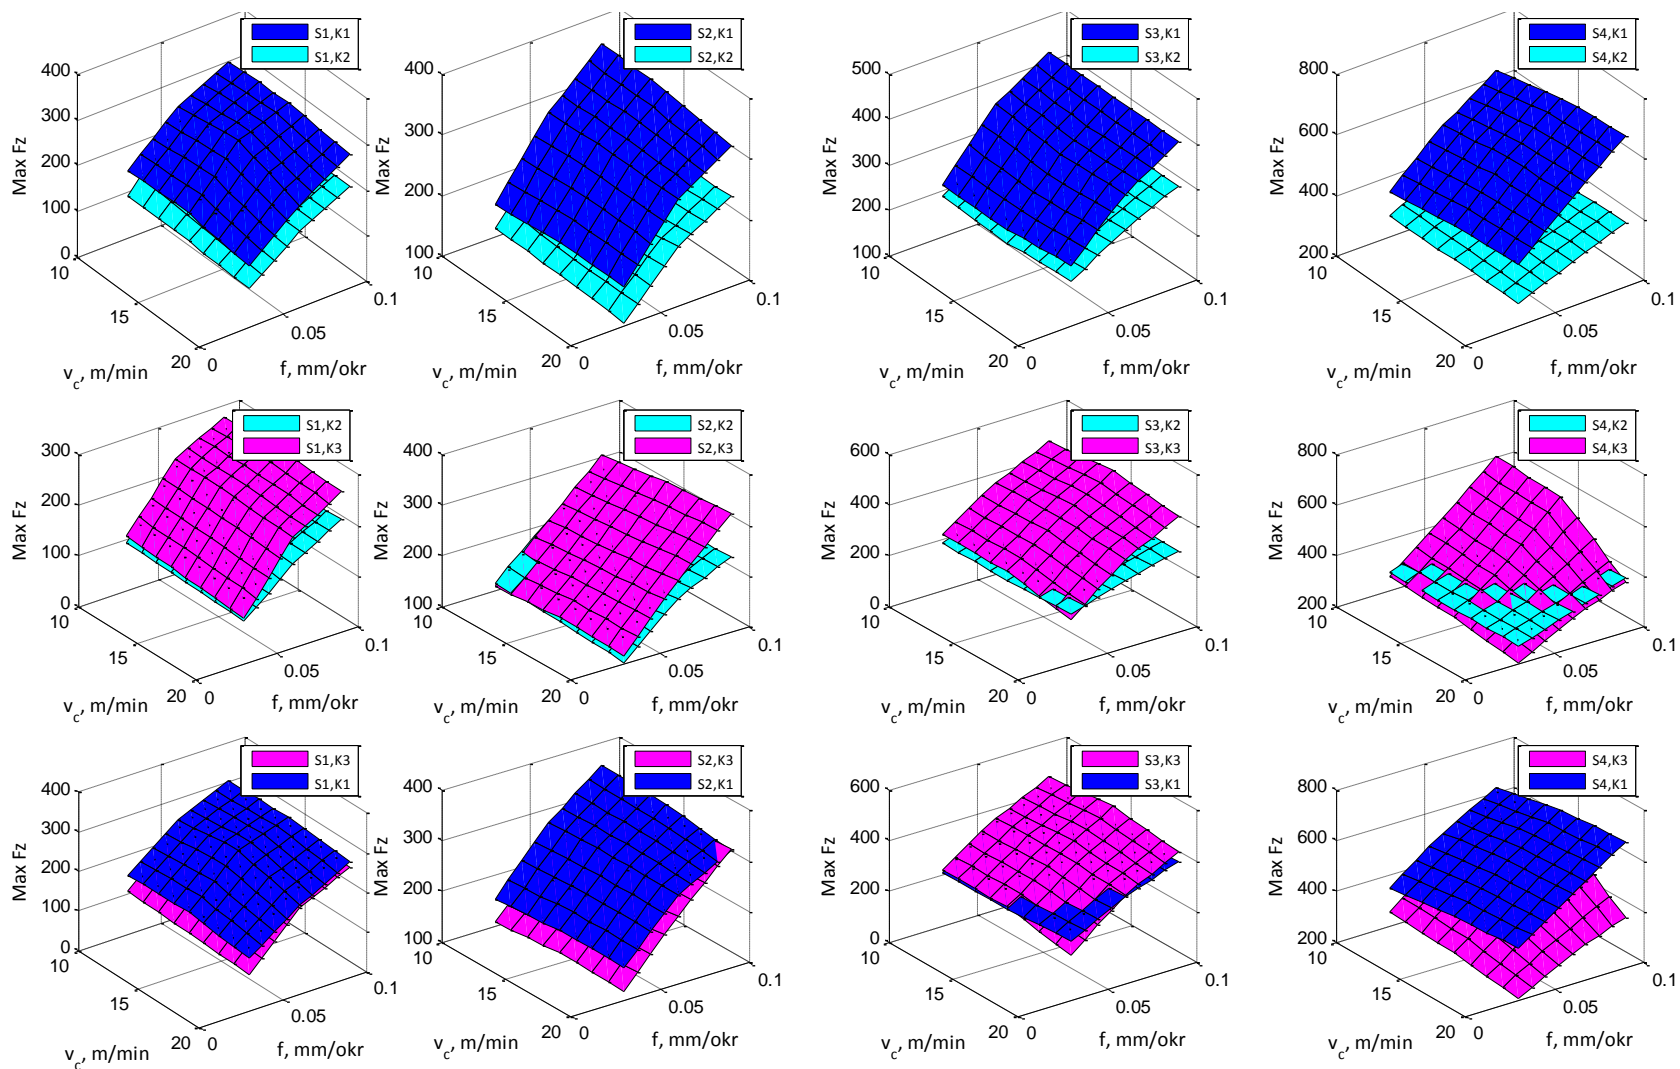 S1,K1
S1,K2
400
300
200
100
0
Max Fz
10
15
20
v_c, m/min
0
0.05
0.1
f, mm/okr
S2,K1
S2,K2
400
300
200
100
Max Fz
10
15
20
v_c, m/min
0
0.05
0.1
f, mm/okr
S3,K1
S3,K2
500
400
300
200
100
Max Fz
10
15
20
v_c, m/min
0
0.05
0.1
f, mm/okr
S4,K1
S4,K2
800
600
400
200
Max Fz
10
15
20
v_c, m/min
0
0.05
0.1
f, mm/okr
S1,K2
S1,K3
300
200
100
0
Max Fz
10
15
20
v_c, m/min
0
0.05
0.1
f, mm/okr
S2,K2
S2,K3
400
300
200
100
Max Fz
10
15
20
v_c, m/min
0
0.05
0.1
f, mm/okr
S3,K2
S3,K3
600
400
200
0
Max Fz
10
15
20
v_c, m/min
0
0.05
0.1
f, mm/okr
S4,K2
S4,K3
800
600
400
200
Max Fz
10
15
20
v_c, m/min
0
0.05
0.1
f, mm/okr
S1,K3
S1,K1
400
300
200
100
0
Max Fz
10
15
20
v_c, m/min
0
0.05
0.1
f, mm/okr
S2,K3
S2,K1
400
300
200
100
Max Fz
10
15
20
v_c, m/min
0
0.05
0.1
f, mm/okr
S3,K3
S3,K1
600
400
200
0
Max Fz
10
15
20
v_c, m/min
0
0.05
0.1
f, mm/okr
S4,K3
S4,K1
800
600
400
200
Max Fz
10
15
20
v_c, m/min
0
0.05
0.1
f, mm/okr